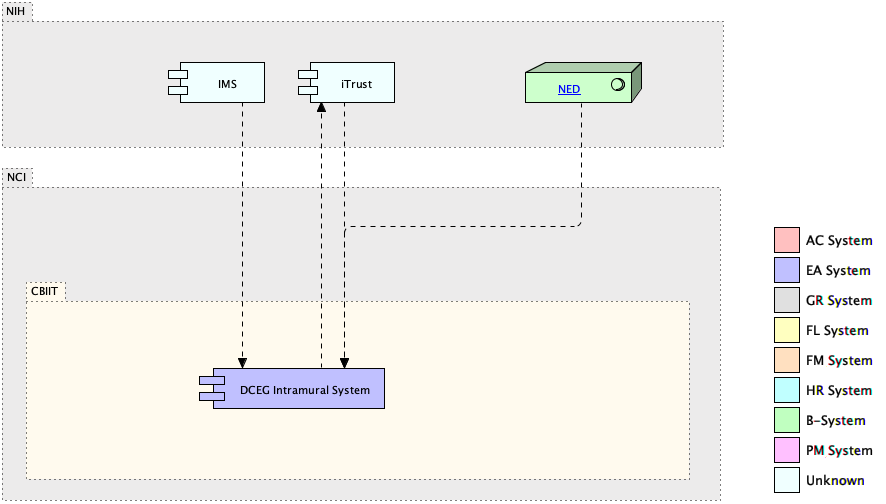 NIH
IMS
iTrust
NED
NCI
CBIIT
DCEG Intramural System
AC System
EA System
GR System
FL System
FM System
HR System
B-System
PM System
Unknown